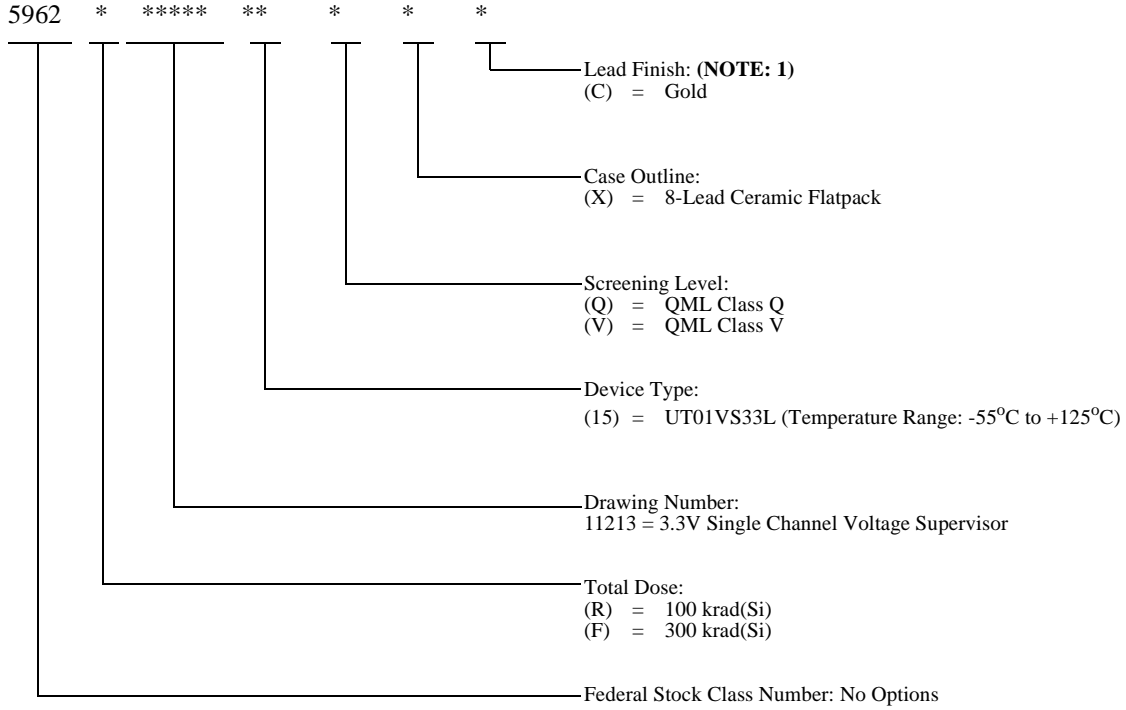 5962 * ***** ** * * *
Lead Finish: (NOTE: 1)
(C) = Gold
Case Outline:
(X) = 8-Lead Ceramic Flatpack
Screening Level:
(Q) = QML Class Q
(V) = QML Class V
Device Type:
(15) = UT01VS33L (Temperature Range: -55oC to +125oC)
Drawing Number:
11213 = 3.3V Single Channel Voltage Supervisor
Total Dose:
(R) = 100 krad(Si)
(F) = 300 krad(Si)
Federal Stock Class Number: No Options